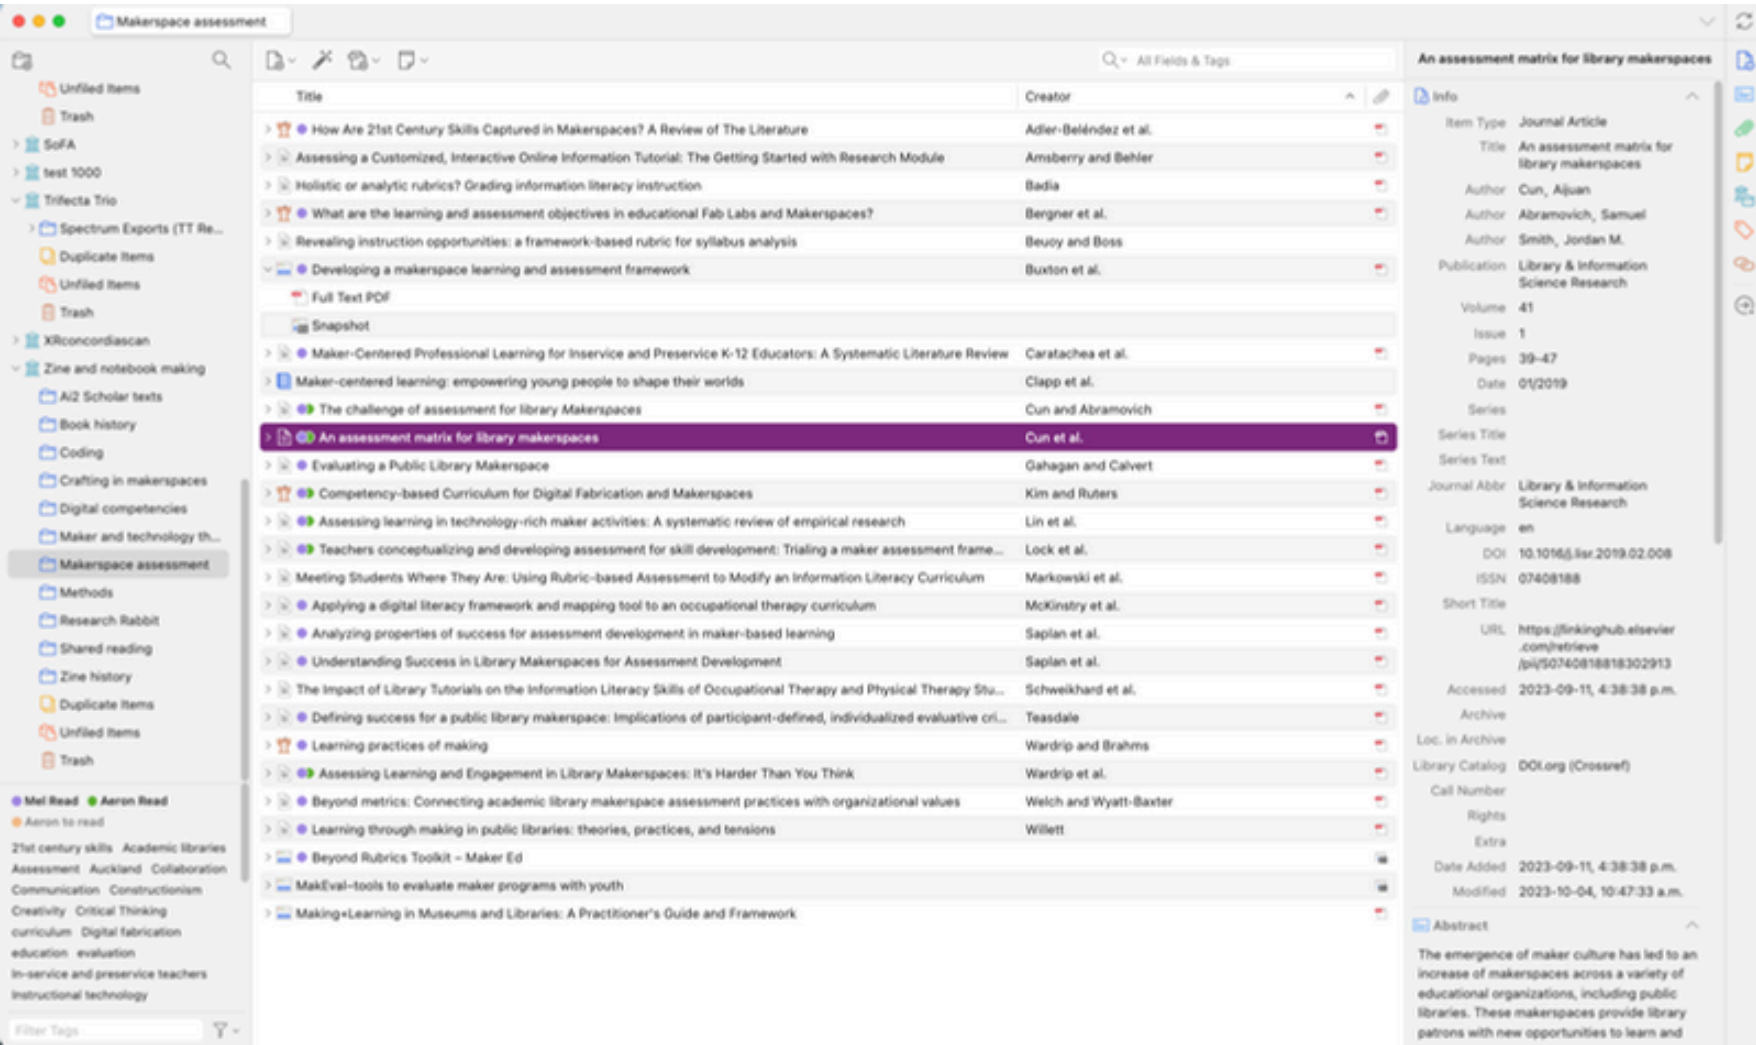 Makerspace assessment
Unfiled Items
Trash
SoFA
test 1000
Trifecta Trio
Spectrum Exports (TT Re...
Duplicate Items
Unfiled Items
Trash
XRconcordiascan
Zine and notebook making
Ai2 Scholar texts
Book history
Coding
Crafting in makerspaces
Digital competencies
Maker and technology th...
Makerspace assessment
Methods
Research Rabbit
Shared reading
Zine history
Duplicate Items
Unfiled Items
Trash
Mel Read Aeron Read
Aeron to read
21st century skills Academic libraries
Assessment Auckland Collaboration
Communication Constructionism
Creativity Critical Thinking
curriculum Digital fabrication
education evaluation
In-service and preservice teachers
Instructional technology
Filter Tags
All Fields & Tags
Title Creator
How Are 21st Century Skills Captured in Makerspaces? A Review of The Literature Adler-Beléndez et al.
Assessing a Customized, Interactive Online Information Tutorial: The Getting Started with Research Module Amsberry and Behler
Holistic or analytic rubrics? Grading information literacy instruction Badia
What are the learning and assessment objectives in educational Fab Labs and Makerspaces? Bergner et al.
Revealing instruction opportunities: a framework-based rubric for syllabus analysis Beuoy and Boss
Developing a makerspace learning and assessment framework Buxton et al.
Full Text PDF
Snapshot
Maker-Centered Professional Learning for Inservice and Preservice K-12 Educators: A Systematic Literature Review Caratachea et al.
Maker-centered learning: empowering young people to shape their worlds Clapp et al.
The challenge of assessment for library Makerspaces Cun and Abramovich
An assessment matrix for library makerspaces Cun et al.
Evaluating a Public Library Makerspace Gahagan and Calvert
Competency-based Curriculum for Digital Fabrication and Makerspaces Kim and Ruters
Assessing learning in technology-rich maker activities: A systematic review of empirical research Lin et al.
Teachers conceptualizing and developing assessment for skill development: Trialing a maker assessment frame... Lock et al.
Meeting Students Where They Are: Using Rubric-based Assessment to Modify an Information Literacy Curriculum Markowski et al.
Applying a digital literacy framework and mapping tool to an occupational therapy curriculum McKinstry et al.
Analyzing properties of success for assessment development in maker-based learning Saplan et al.
Understanding Success in Library Makerspaces for Assessment Development Saplan et al.
The Impact of Library Tutorials on the Information Literacy Skills of Occupational Therapy and Physical Therapy Stu... Schweikhard et al.
Defining success for a public library makerspace: Implications of participant-defined, individualized evaluative cri... Teasdale
Learning practices of making Wardrip and Brahms
Assessing Learning and Engagement in Library Makerspaces: It's Harder Than You Think Wardrip et al.
Beyond metrics: Connecting academic library makerspace assessment practices with organizational values Welch and Wyatt-Baxter
Learning through making in public libraries: theories, practices, and tensions Willett
Beyond Rubrics Toolkit – Maker Ed
MakEval-tools to evaluate maker programs with youth
Making+Learning in Museums and Libraries: A Practitioner's Guide and Framework
An assessment matrix for library makerspaces
Info
Item Type Journal Article
Title An assessment matrix for
library makerspaces
Author Cun, Aijuan
Author Abramovich, Samuel
Author Smith, Jordan M.
Publication Library & Information
Science Research
Volume 41
Issue 1
Pages 39-47
Date 01/2019
Series
Series Title
Series Text
Journal Abbr Library & Information
Science Research
Language en
DOI 10.1016/j.lisr.2019.02.008
ISSN 07408188
Short Title
URL https://linkinghub.elsevier
.com/retrieve
/pii/S0740818818302913
Accessed 2023-09-11, 4:38:38 p.m.
Archive
Loc. in Archive
Library Catalog DOI.org (Crossref)
Call Number
Rights
Extra
Date Added 2023-09-11, 4:38:38 p.m.
Modified 2023-10-04, 10:47:33 a.m.
Abstract
The emergence of maker culture has led to an
increase of makerspaces across a variety of
educational organizations, including public
libraries. These makerspaces provide library
patrons with new opportunities to learn and